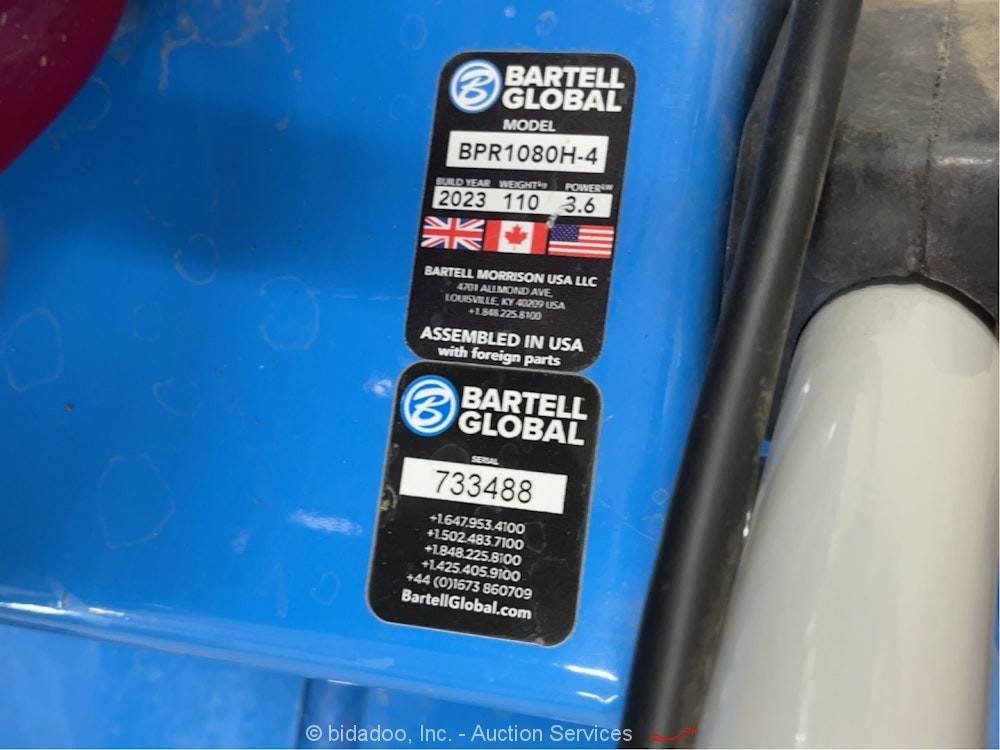 BARTELL
GLOBAL
MODEL
BPR1080H-4
BUILD YEAR WEIGHT kg POWER kW
2023 110 3.6
BARTELL MORRISON USA LLC
4701 ALLMOND AVE,
LOUISVILLE, KY 40209 USA
+1.848.225.8100
ASSEMBLED IN USA
with foreign parts
B BARTELL
GLOBAL
SERIAL
733488
+1.647.953.4100
+1.502.483.7100
+1.848.225.8100
+1.425.405.9100
+44 (0)1673 860709
BartellGlobal.com
© bidadoo, Inc. - Auction Services